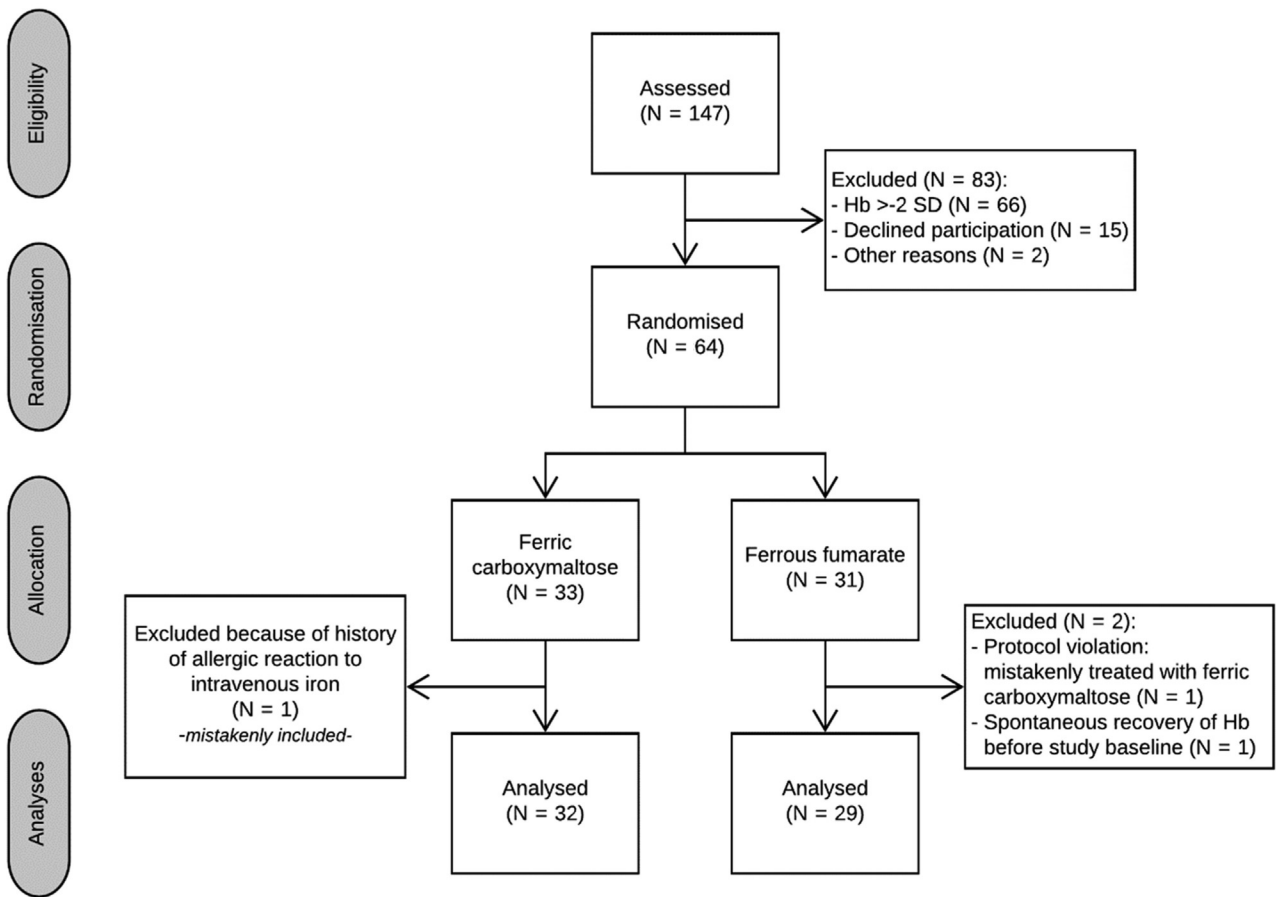 Eligibility
Assessed
(N = 147)
Excluded (N = 83):
- Hb >-2 SD (N = 66)
- Declined participation (N = 15)
- Other reasons (N = 2)
Randomisation
Randomised
(N = 64)
Allocation
Ferric
carboxymaltose
(N = 33)
Ferrous fumarate
(N = 31)
Excluded because of history
of allergic reaction to
intravenous iron
(N = 1)
-mistakenly included-
Excluded (N = 2):
- Protocol violation:
mistakenly treated with ferric
carboxymaltose (N = 1)
- Spontaneous recovery of Hb
before study baseline (N = 1)
Analyses
Analysed
(N = 32)
Analysed
(N = 29)